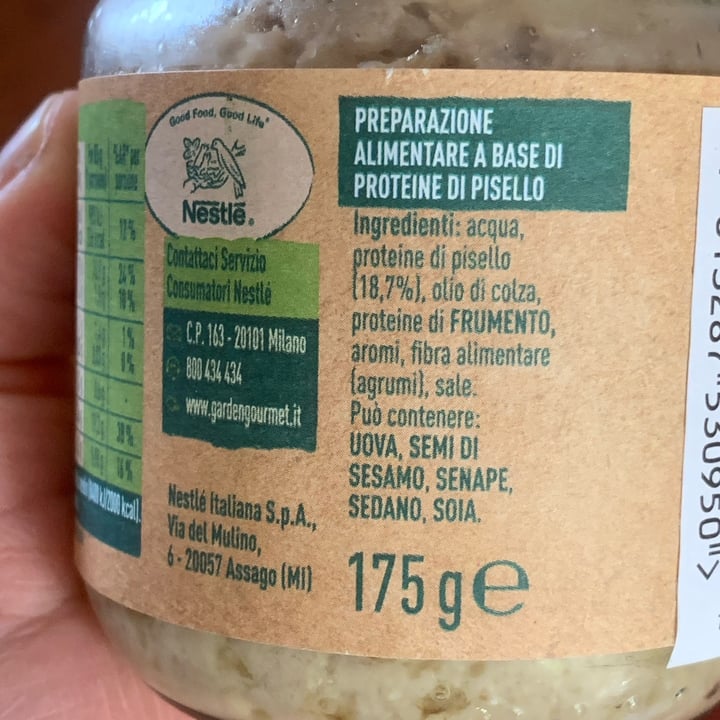 Good Food, Good Life
Nestlé®
Contattaci Servizio
Consumatori Nestlé
C.P. 163 - 20101 Milano
800 434 434
www.gardengourmet.it
Nestlé Italiana S.p.A.,
Via del Mulino,
6 - 20057 Assago (MI)
PREPARAZIONE
ALIMENTARE A BASE DI
PROTEINE DI PISELLO
Ingredienti: acqua,
proteine di pisello
(18,7%), olio di colza,
proteine di FRUMENTO,
aromi, fibra alimentare
(agrumi), sale.
Può contenere:
UOVA, SEMI DI
SESAMO, SENAPE,
SEDANO, SOIA.
175 g e